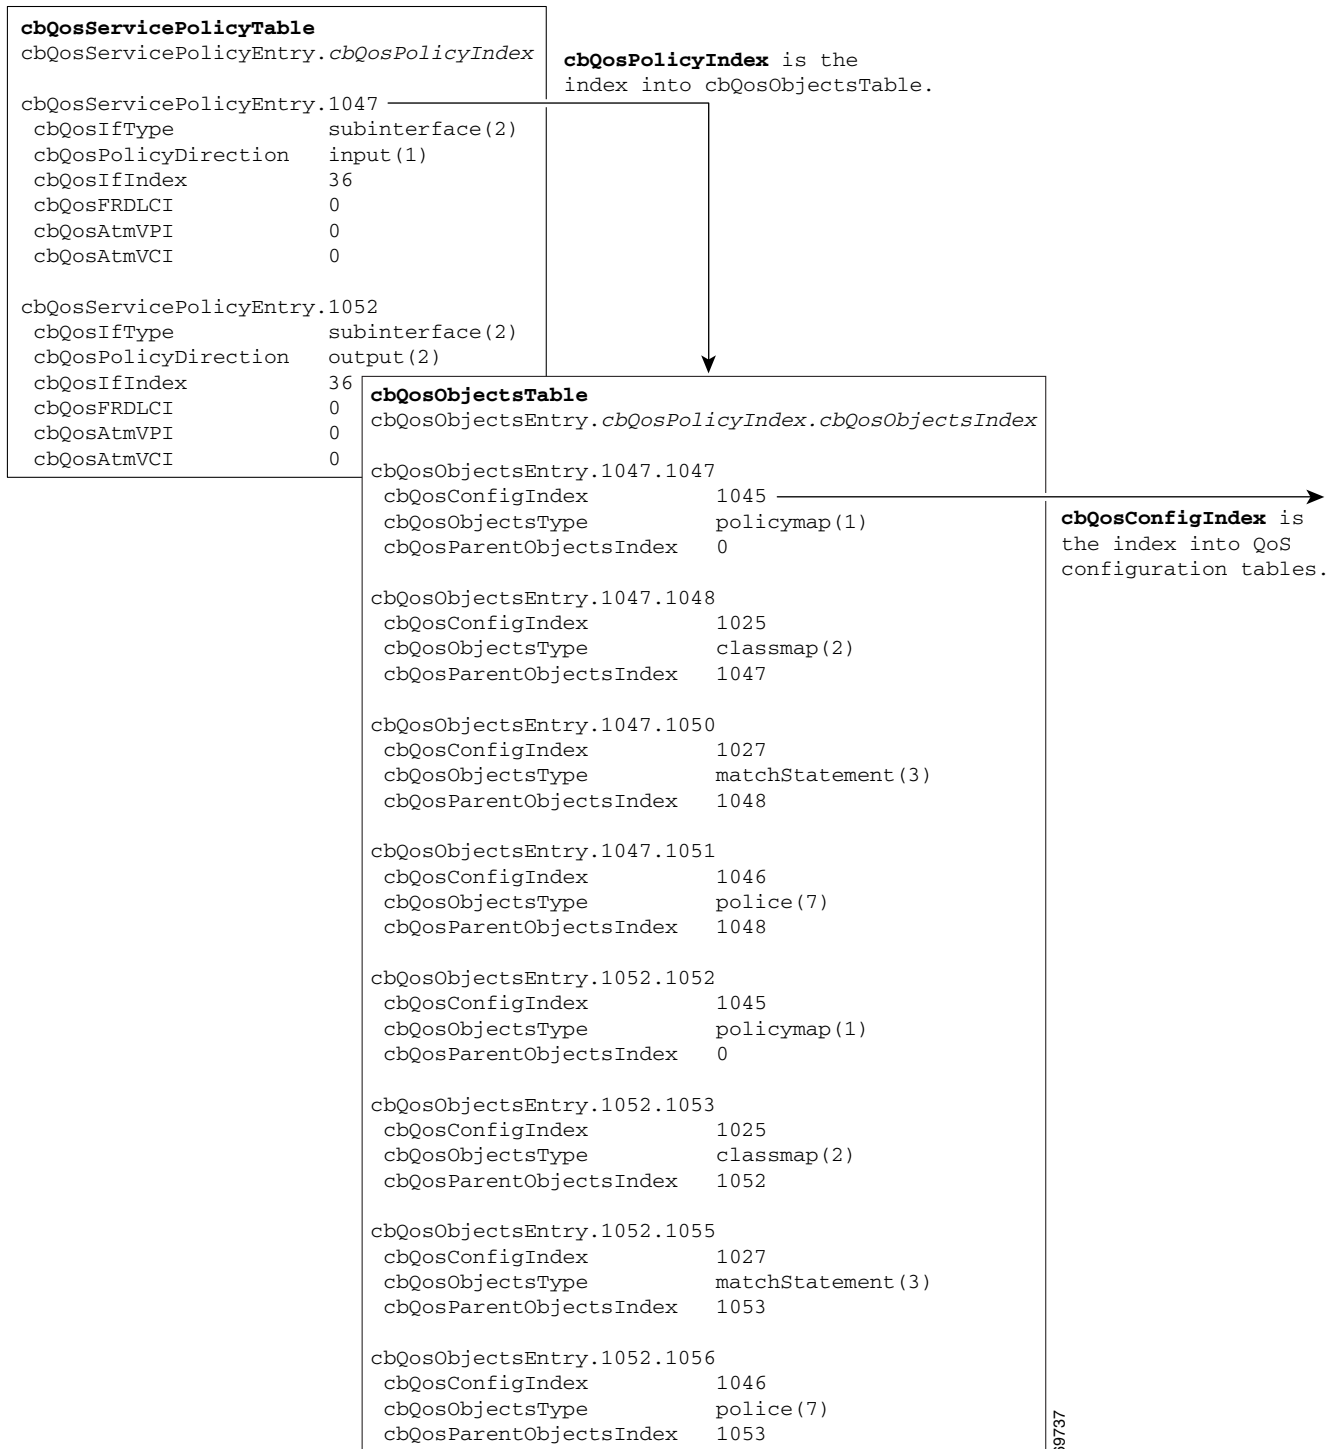 cbQosServicePolicyTable
cbQosServicePolicyEntry.cbQosPolicyIndex
cbQosServicePolicyEntry.1047
cbQosIfType subinterface(2)
cbQosPolicyDirection input(1)
cbQosIfIndex 36
cbQosFRDLCI 0
cbQosAtmVPI 0
cbQosAtmVCI 0
cbQosServicePolicyEntry.1052
cbQosIfType subinterface(2)
cbQosPolicyDirection output(2)
cbQosIfIndex 36
cbQosFRDLCI 0
cbQosAtmVPI 0
cbQosAtmVCI 0
cbQosPolicyIndex is the
index into cbQosObjectsTable.
cbQosObjectsTable
cbQosObjectsEntry.cbQosPolicyIndex.cbQosObjectsIndex
cbQosObjectsEntry.1047.1047
cbQosConfigIndex 1045
cbQosObjectsType policymap(1)
cbQosParentObjectsIndex 0
cbQosObjectsEntry.1047.1048
cbQosConfigIndex 1025
cbQosObjectsType classmap(2)
cbQosParentObjectsIndex 1047
cbQosObjectsEntry.1047.1050
cbQosConfigIndex 1027
cbQosObjectsType matchStatement(3)
cbQosParentObjectsIndex 1048
cbQosObjectsEntry.1047.1051
cbQosConfigIndex 1046
cbQosObjectsType police(7)
cbQosParentObjectsIndex 1048
cbQosObjectsEntry.1052.1052
cbQosConfigIndex 1045
cbQosObjectsType policymap(1)
cbQosParentObjectsIndex 0
cbQosObjectsEntry.1052.1053
cbQosConfigIndex 1025
cbQosObjectsType classmap(2)
cbQosParentObjectsIndex 1052
cbQosObjectsEntry.1052.1055
cbQosConfigIndex 1027
cbQosObjectsType matchStatement(3)
cbQosParentObjectsIndex 1053
cbQosObjectsEntry.1052.1056
cbQosConfigIndex 1046
cbQosObjectsType police(7)
cbQosParentObjectsIndex 1053
cbQosConfigIndex is
the index into QoS
configuration tables.